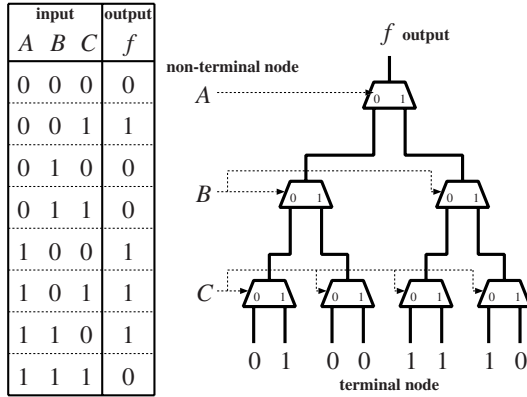 input output
A B C f
0 0 0 0
0 0 1 1
0 1 0 0
0 1 1 0
1 0 0 1
1 0 1 1
1 1 0 1
1 1 1 0
f output
non-terminal node
A
0 1
B
0 1 0 1
C
0 1 0 1 0 1 0 1
0 1 0 0 1 1 1 0
terminal node